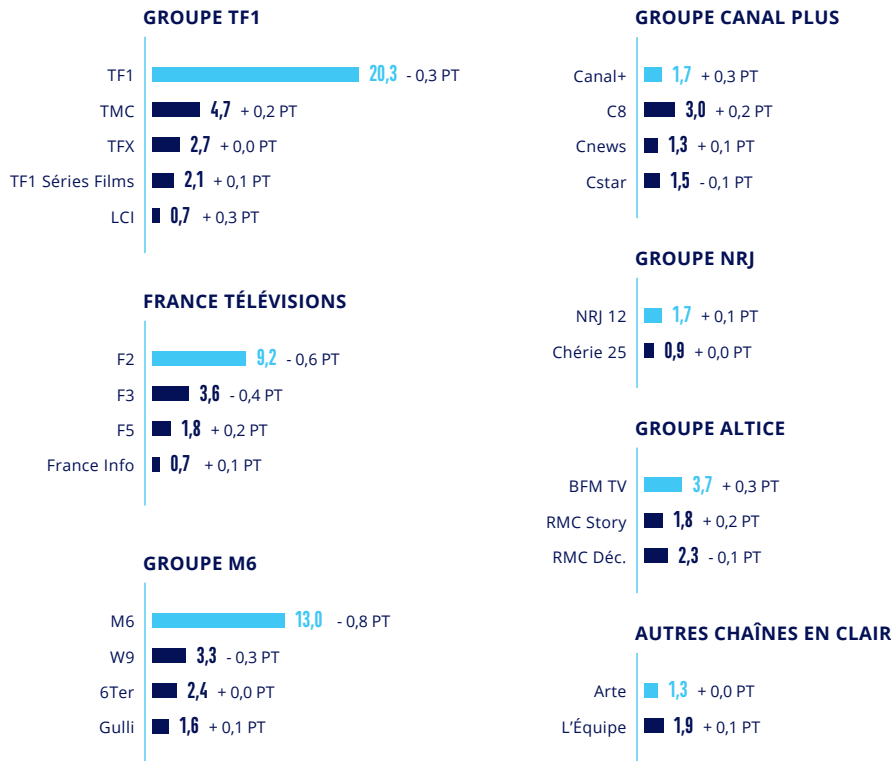 GROUPE TF1
TF1 20,3 - 0,3 PT
TMC 4,7 + 0,2 PT
TFX 2,7 + 0,0 PT
TF1 Séries Films 2,1 + 0,1 PT
LCI 0,7 + 0,3 PT
FRANCE TÉLÉVISIONS
F2 9,2 - 0,6 PT
F3 3,6 - 0,4 PT
F5 1,8 + 0,2 PT
France Info 0,7 + 0,1 PT
GROUPE M6
M6 13,0 - 0,8 PT
W9 3,3 - 0,3 PT
6Ter 2,4 + 0,0 PT
Gulli 1,6 + 0,1 PT
GROUPE CANAL PLUS
Canal+ 1,7 + 0,3 PT
C8 3,0 + 0,2 PT
Cnews 1,3 + 0,1 PT
Cstar 1,5 - 0,1 PT
GROUPE NRJ
NRJ 12 1,7 + 0,1 PT
Chérie 25 0,9 + 0,0 PT
GROUPE ALTICE
BFM TV 3,7 + 0,3 PT
RMC Story 1,8 + 0,2 PT
RMC Déc. 2,3 - 0,1 PT
AUTRES CHAÎNES EN CLAIR
Arte 1,3 + 0,0 PT
L'Équipe 1,9 + 0,1 PT